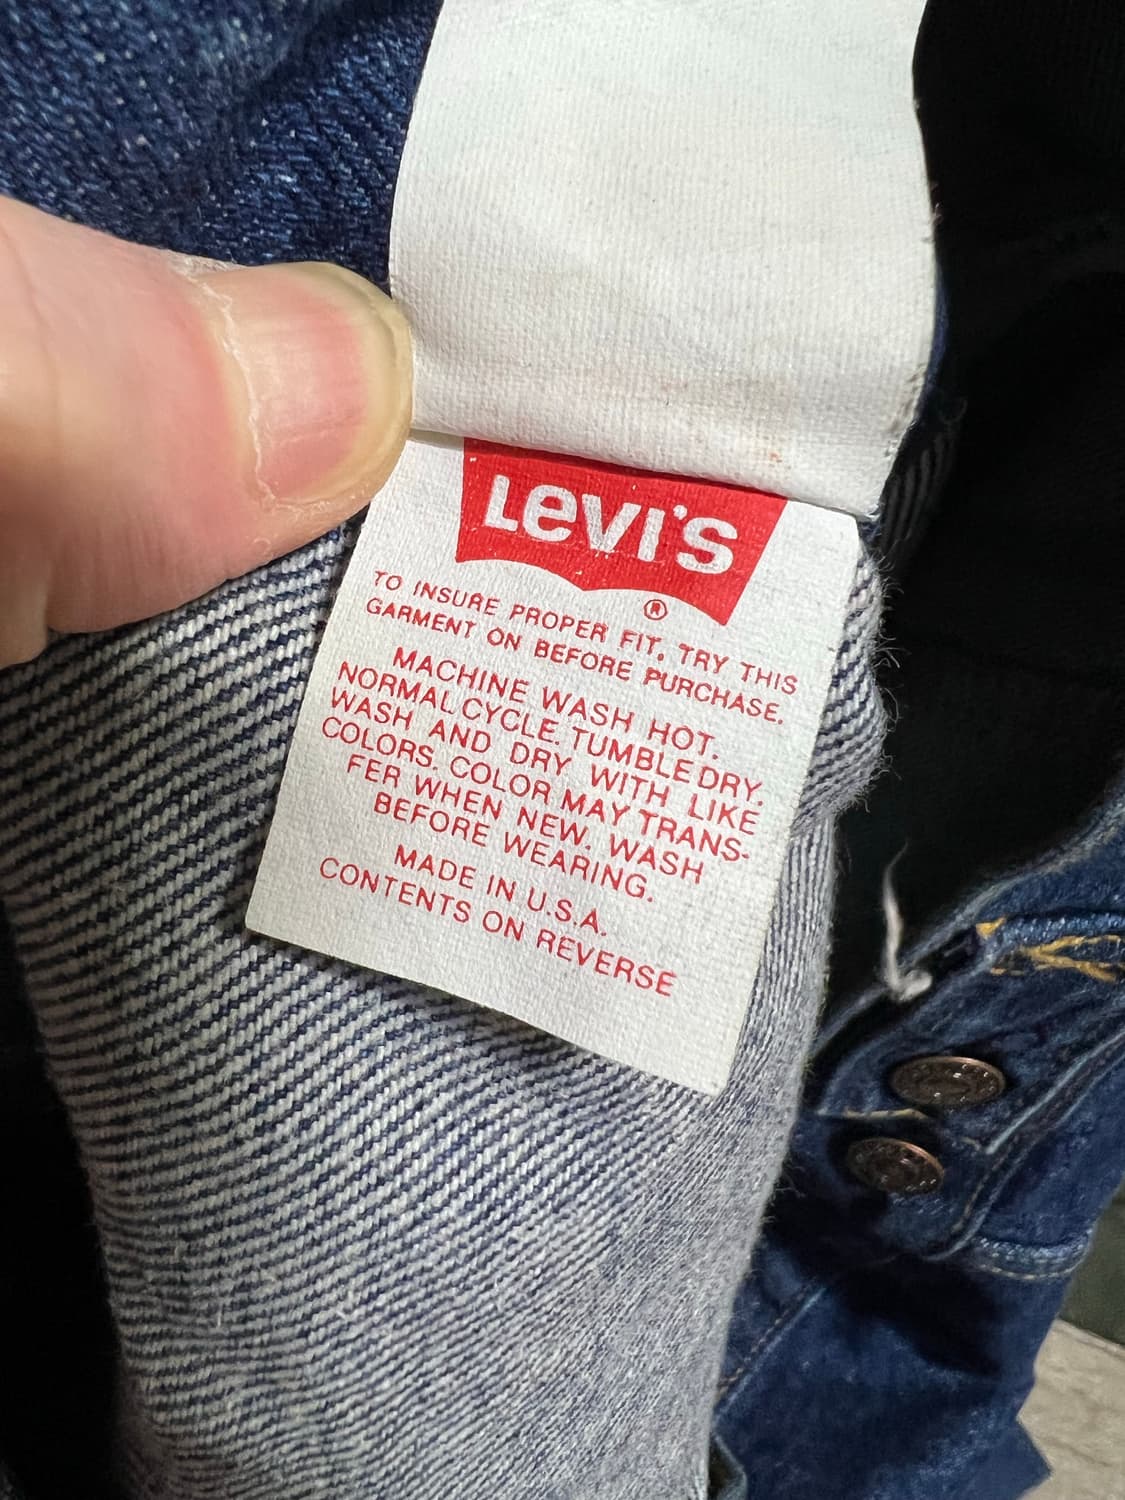 Levi's
®
TO INSURE PROPER FIT, TRY THIS
GARMENT ON BEFORE PURCHASE.
MACHINE WASH HOT.
NORMAL CYCLE. TUMBLE DRY.
WASH AND DRY WITH LIKE
COLORS. COLOR MAY TRANS-
FER WHEN NEW. WASH
BEFORE WEARING.
MADE IN U.S.A.
CONTENTS ON REVERSE